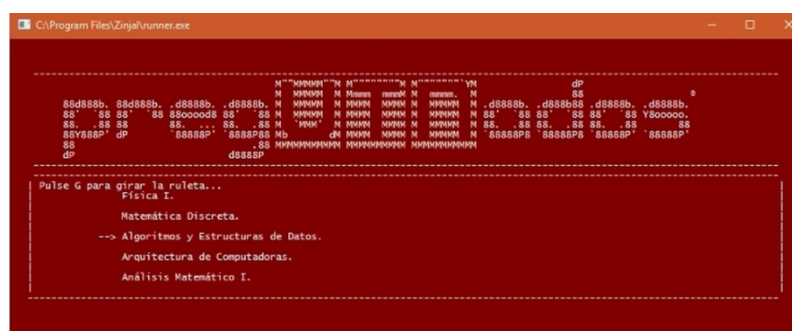 C:\Program Files\Zinjal\runner.exe
pregUTNados®
Pulse G para girar la ruleta...
Física I.
Matemática Discreta.
--> Algoritmos y Estructuras de Datos.
Arquitectura de Computadoras.
Análisis Matemático I.